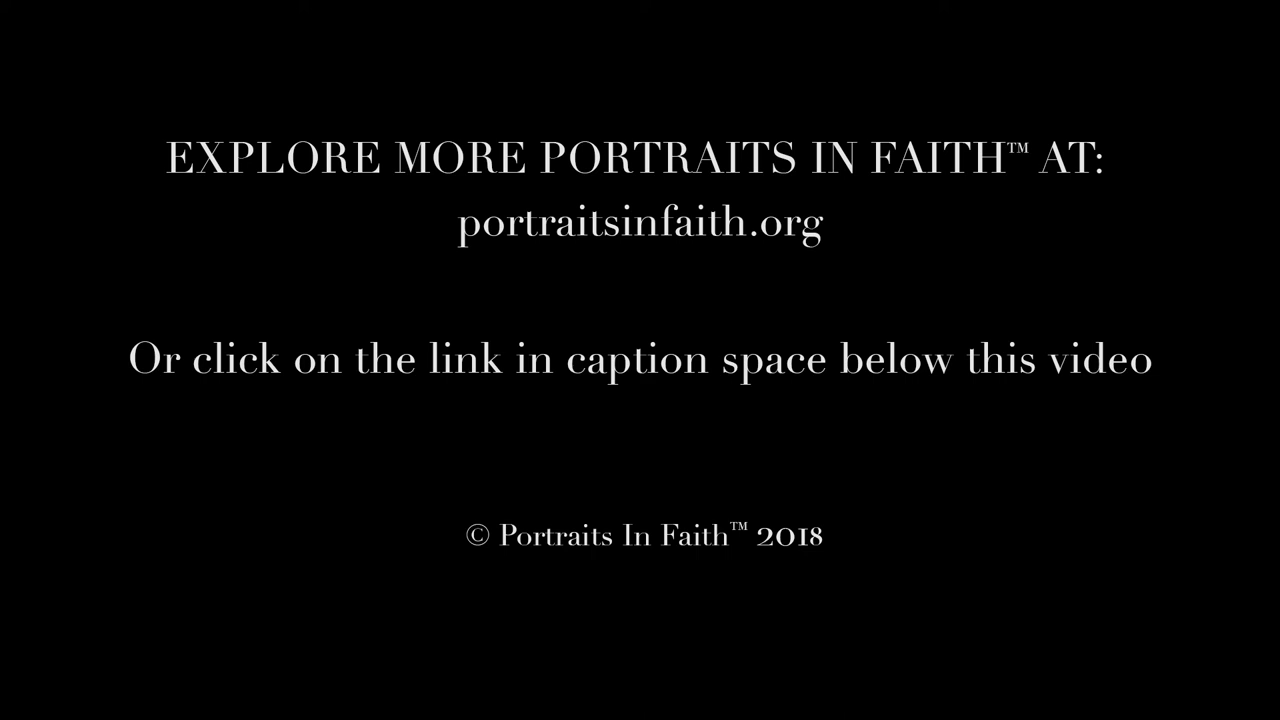 EXPLORE MORE PORTRAITS IN FAITH™ AT:
portraitsinfaith.org
Or click on the link in caption space below this video
© Portraits In Faith™ 2018